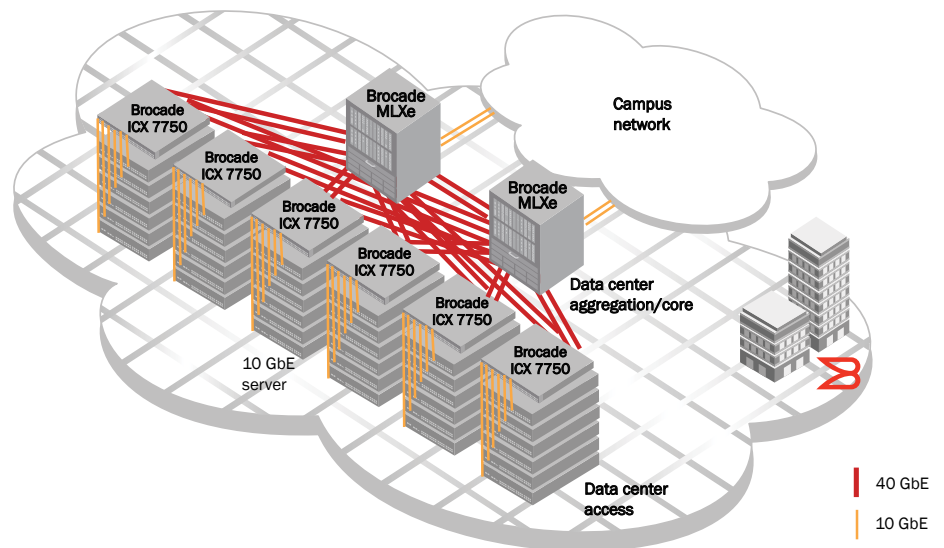 Brocade
ICX 7750
Brocade
MLXe
Campus
network
Brocade
ICX 7750
Brocade
MLXe
Brocade
ICX 7750
Brocade
ICX 7750
Data center
aggregation/core
Brocade
ICX 7750
Brocade
ICX 7750
10 GbE
server
Data center
access
40 GbE
10 GbE